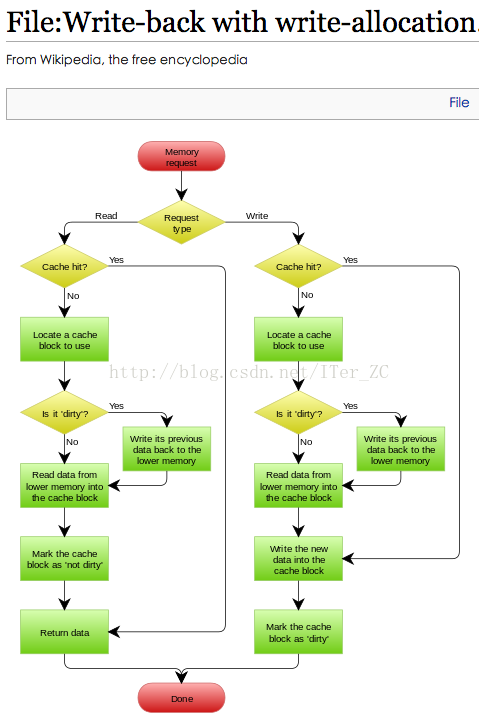 File:Write-back with write-allocation.
From Wikipedia, the free encyclopedia
File
Memory
request
Request
type
Read
Write
Cache hit?
Yes
No
Locate a cache
block to use
Is it 'dirty'?
Yes
No
Write its previous
data back to the
lower memory
Read data from
lower memory into
the cache block
Mark the cache
block as 'not dirty'
Return data
Cache hit?
Yes
No
Locate a cache
block to use
Is it 'dirty'?
Yes
No
Write its previous
data back to the
lower memory
Read data from
lower memory into
the cache block
Write the new
data into the
cache block
Mark the cache
block as 'dirty'
Done
http://blog.csdn.net/ITer_ZC